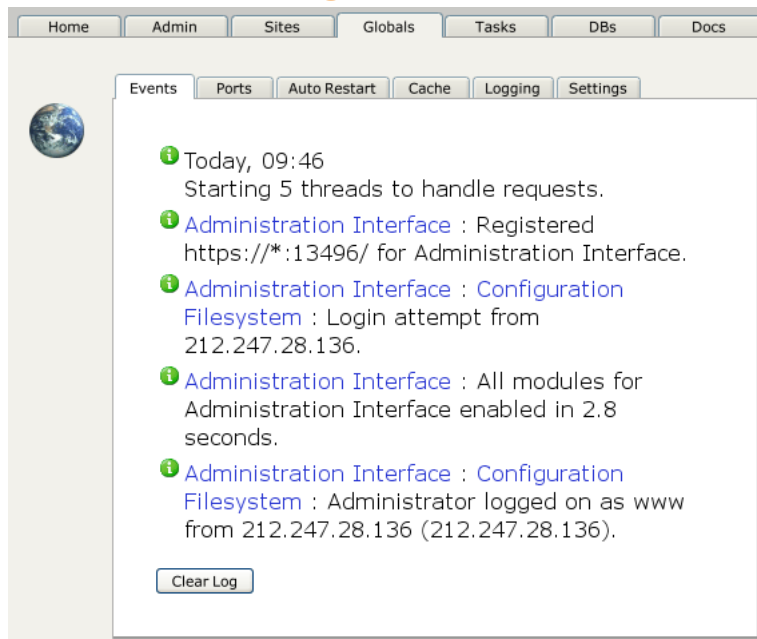 Home Admin Sites Globals Tasks DBs Docs
Events Ports Auto Restart Cache Logging Settings
Today, 09:46
Starting 5 threads to handle requests.
Administration Interface : Registered
https://*:13496/ for Administration Interface.
Administration Interface : Configuration
Filesystem : Login attempt from
212.247.28.136.
Administration Interface : All modules for
Administration Interface enabled in 2.8
seconds.
Administration Interface : Configuration
Filesystem : Administrator logged on as www
from 212.247.28.136 (212.247.28.136).
Clear Log